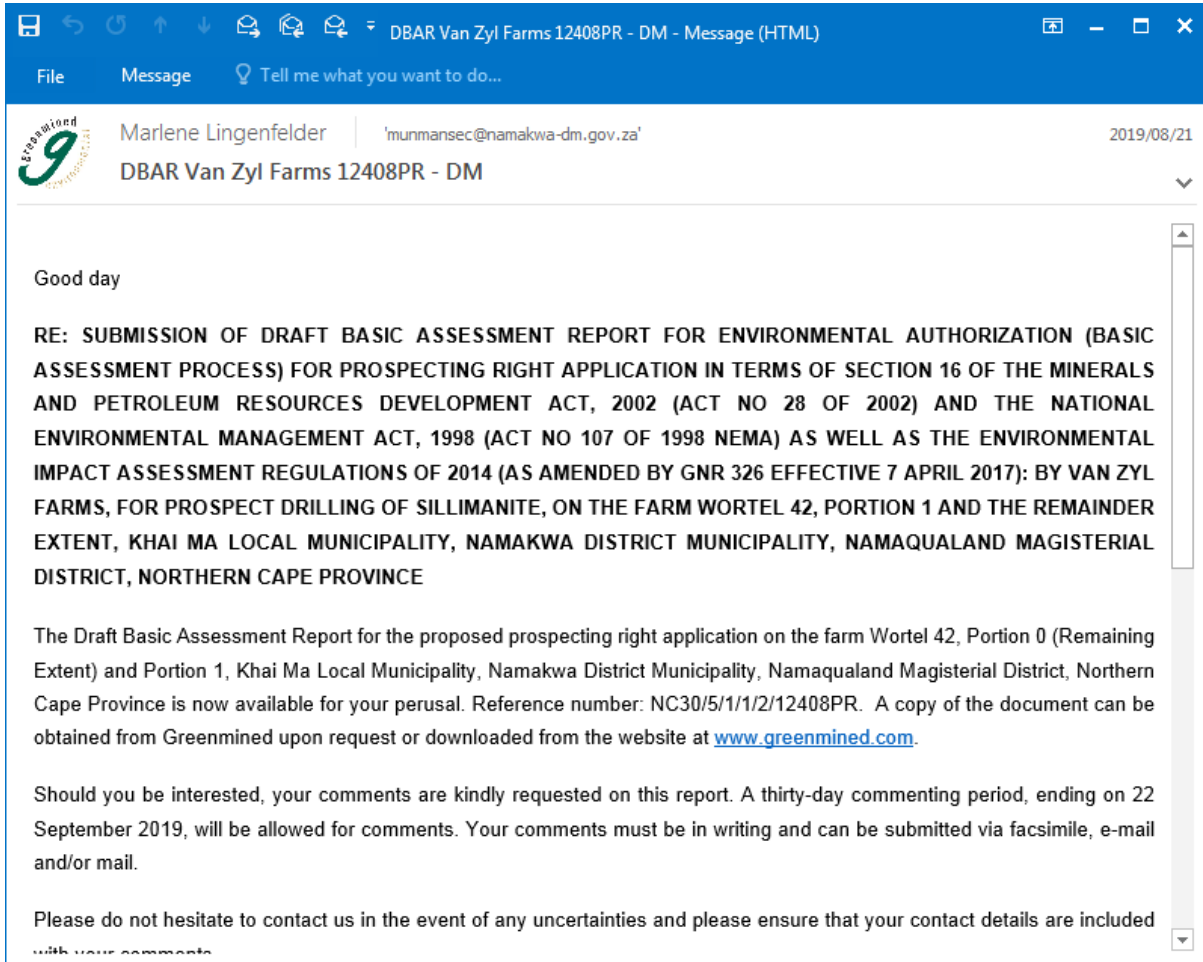 DBAR Van Zyl Farms 12408PR - DM - Message (HTML)
File Message Tell me what you want to do...
greenmined
Marlene Lingenfelder 'munmansec@namakwa-dm.gov.za' 2019/08/21
DBAR Van Zyl Farms 12408PR - DM
Good day
RE: SUBMISSION OF DRAFT BASIC ASSESSMENT REPORT FOR ENVIRONMENTAL AUTHORIZATION (BASIC
ASSESSMENT PROCESS) FOR PROSPECTING RIGHT APPLICATION IN TERMS OF SECTION 16 OF THE MINERALS
AND PETROLEUM RESOURCES DEVELOPMENT ACT, 2002 (ACT NO 28 OF 2002) AND THE NATIONAL
ENVIRONMENTAL MANAGEMENT ACT, 1998 (ACT NO 107 OF 1998 NEMA) AS WELL AS THE ENVIRONMENTAL
IMPACT ASSESSMENT REGULATIONS OF 2014 (AS AMENDED BY GNR 326 EFFECTIVE 7 APRIL 2017): BY VAN ZYL
FARMS, FOR PROSPECT DRILLING OF SILLIMANITE, ON THE FARM WORTEL 42, PORTION 1 AND THE REMAINDER
EXTENT, KHAI MA LOCAL MUNICIPALITY, NAMAKWA DISTRICT MUNICIPALITY, NAMAQUALAND MAGISTERIAL
DISTRICT, NORTHERN CAPE PROVINCE
The Draft Basic Assessment Report for the proposed prospecting right application on the farm Wortel 42, Portion 0 (Remaining
Extent) and Portion 1, Khai Ma Local Municipality, Namakwa District Municipality, Namaqualand Magisterial District, Northern
Cape Province is now available for your perusal. Reference number: NC30/5/1/1/2/12408PR. A copy of the document can be
obtained from Greenmined upon request or downloaded from the website at www.greenmined.com.
Should you be interested, your comments are kindly requested on this report. A thirty-day commenting period, ending on 22
September 2019, will be allowed for comments. Your comments must be in writing and can be submitted via facsimile, e-mail
and/or mail.
Please do not hesitate to contact us in the event of any uncertainties and please ensure that your contact details are included
with your comments